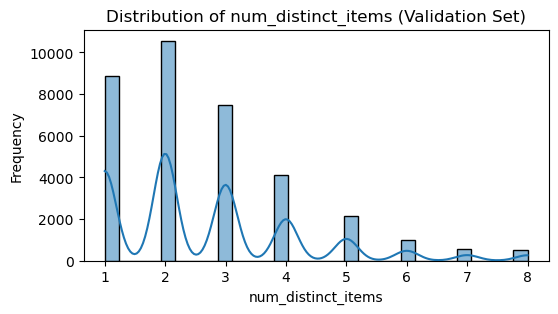 Distribution of num_distinct_items (Validation Set)
Frequency
10000
8000
6000
4000
2000
0
1 2 3 4 5 6 7 8
num_distinct_items